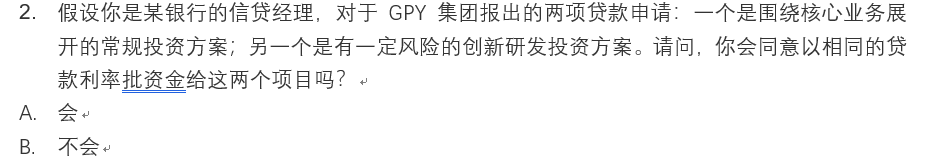 2. 假设你是某银行的信贷经理，对于 GPY 集团报出的两项贷款申请：一个是围绕核心业务展
开的常规投资方案；另一个是有一定风险的创新研发投资方案。请问，你会同意以相同的贷
款利率批资金给这两个项目吗？
A. 会
B. 不会